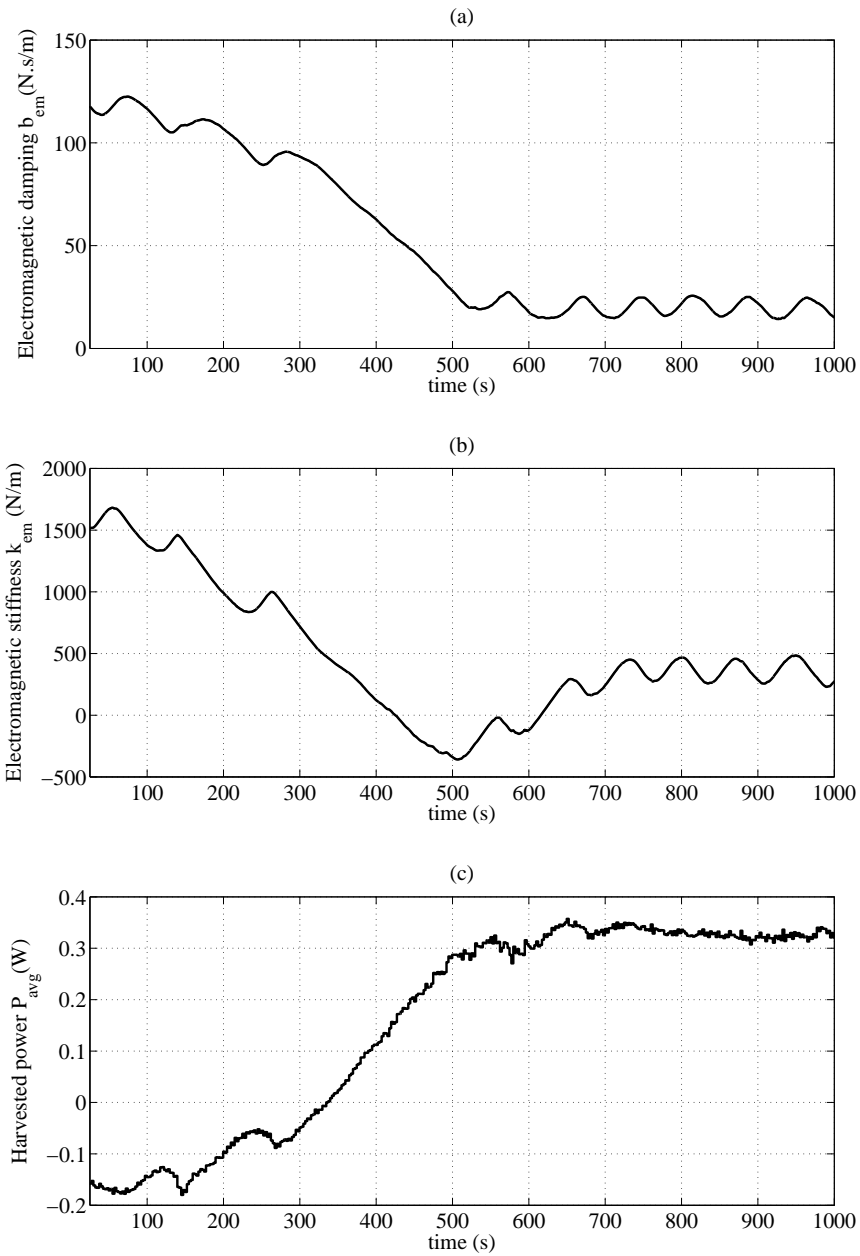 (a)
Electromagnetic damping b_em (N.s/m)
150
100
50
0
100 200 300 400 500 600 700 800 900 1000
time (s)
(b)
Electromagnetic stiffness k_em (N/m)
2000
1500
1000
500
0
−500
100 200 300 400 500 600 700 800 900 1000
time (s)
(c)
Harvested power P_avg(W)
0.4
0.3
0.2
0.1
0
−0.1
−0.2
100 200 300 400 500 600 700 800 900 1000
time (s)